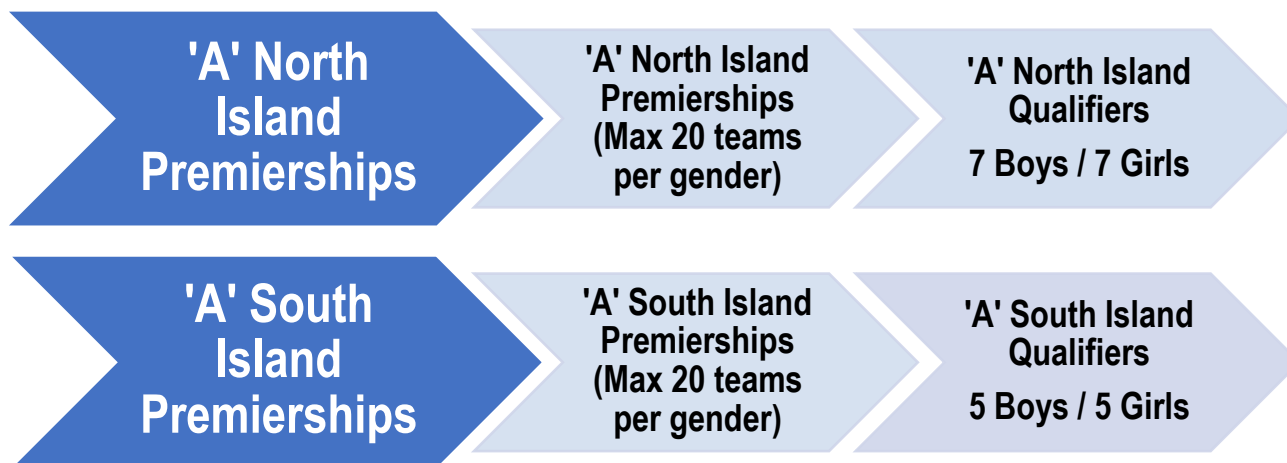 'A' North
Island
Premierships
'A' North Island
Premierships
(Max 20 teams
per gender)
'A' North Island
Qualifiers
7 Boys / 7 Girls
'A' South
Island
Premierships
'A' South Island
Premierships
(Max 20 teams
per gender)
'A' South Island
Qualifiers
5 Boys / 5 Girls